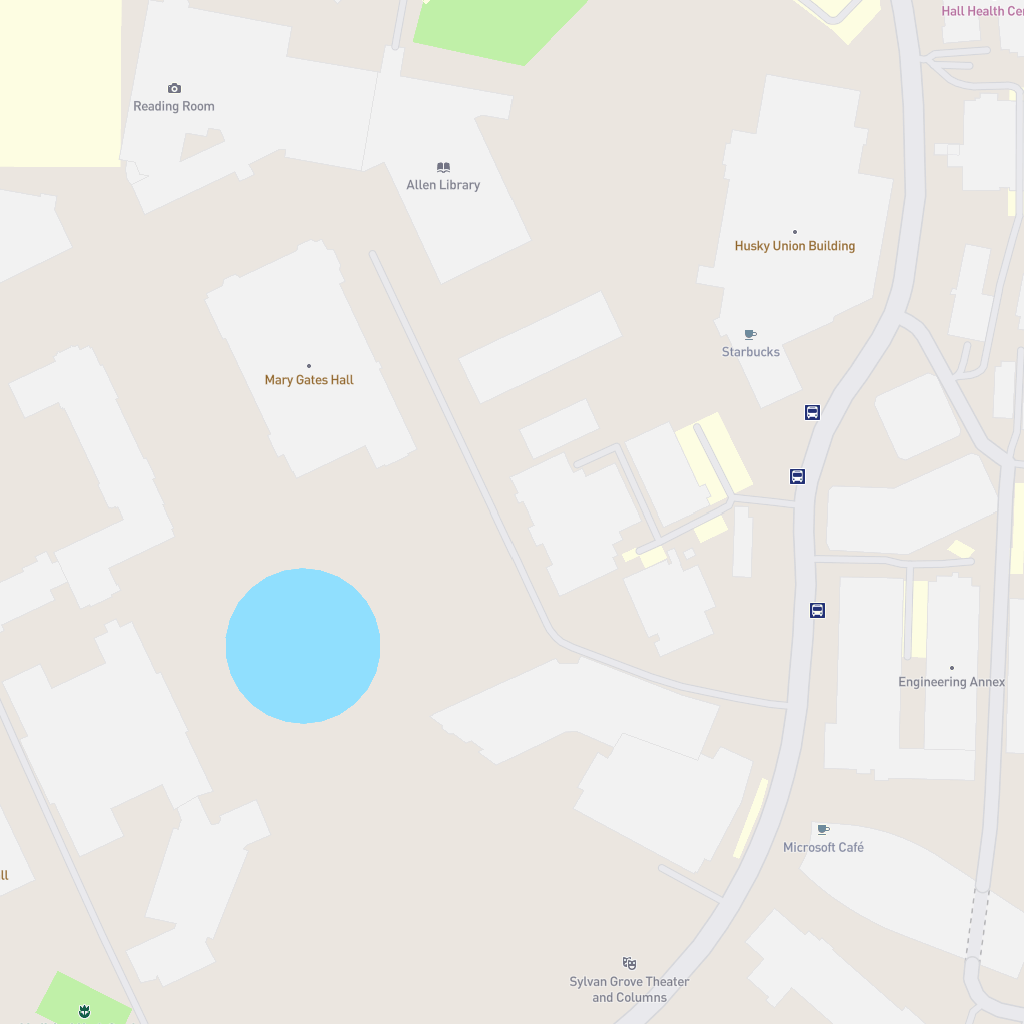 Hall Health Cen
Reading Room
Allen Library
Husky Union Building
Starbucks
Mary Gates Hall
Engineering Annex
Microsoft Café
ll
Sylvan Grove Theater
and Columns